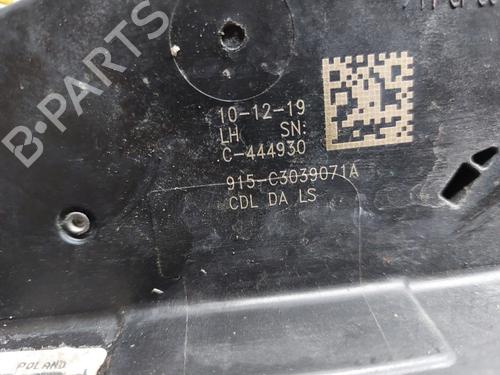 B-PARTS
10-12-19
LH SN:
C-444930
915-C3039071A
CDL DA LS
POLAND